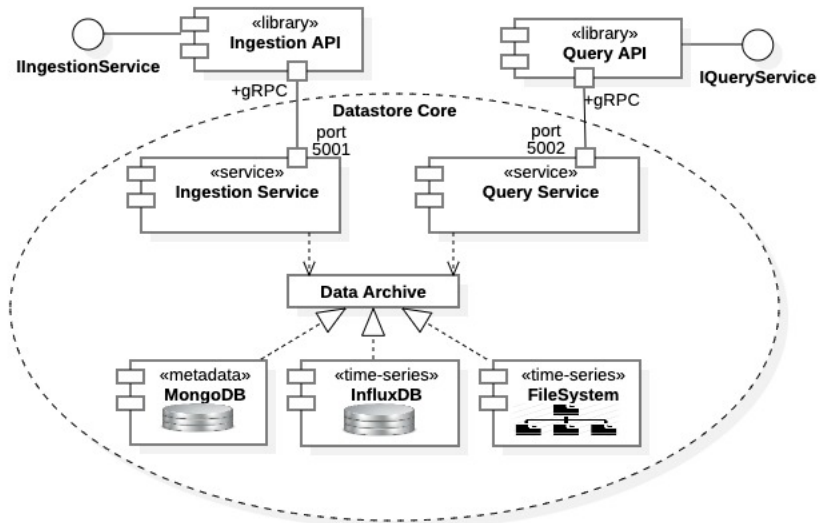 «library»
Ingestion API
IIngestionService
+gRPC
«library»
Query API
IQueryService
+gRPC
Datastore Core
port
5001
port
5002
«service»
Ingestion Service
«service»
Query Service
Data Archive
«metadata»
MongoDB
«time-series»
InfluxDB
«time-series»
FileSystem